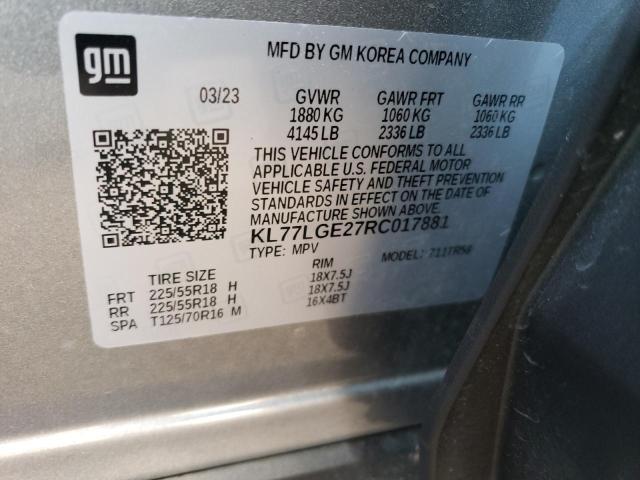 gm
MFD BY GM KOREA COMPANY
03/23 GVWR GAWR FRT GAWR RR
1880 KG 1060 KG 1060 KG
4145 LB 2336 LB 2336 LB
THIS VEHICLE CONFORMS TO ALL
APPLICABLE U.S. FEDERAL MOTOR
VEHICLE SAFETY AND THEFT PREVENTION
STANDARDS IN EFFECT ON THE DATE OF
MANUFACTURE SHOWN ABOVE.
KL77LGE27RC017881
TYPE: MPV MODEL: 711TR58
TIRE SIZE RIM
FRT 225/55R18 H 18X7.5J
RR 225/55R18 H 18X7.5J
SPA T125/70R16 M 16X4BT